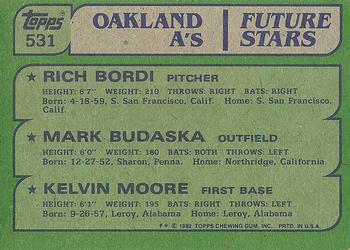 Topps
531
OAKLAND A'S
FUTURE STARS
★ RICH BORDI PITCHER
HEIGHT: 6'7" WEIGHT: 210 THROWS: RIGHT BATS: RIGHT
Born: 4-18-59, S. San Francisco, Calif. Home: S. San Francisco,
Calif.
★ MARK BUDASKA OUTFIELD
HEIGHT: 6'0" WEIGHT: 180 BATS: BOTH THROWS: LEFT
Born: 12-27-52, Sharon, Penna. Home: Northridge, California
★ KELVIN MOORE FIRST BASE
HEIGHT: 6'1" WEIGHT: 195 BATS: RIGHT THROWS: LEFT
Born: 9-26-57, Leroy, Alabama Home: Leroy, Alabama
F* © 1982 TOPPS CHEWING GUM, INC. PRTD. IN U.S.A.